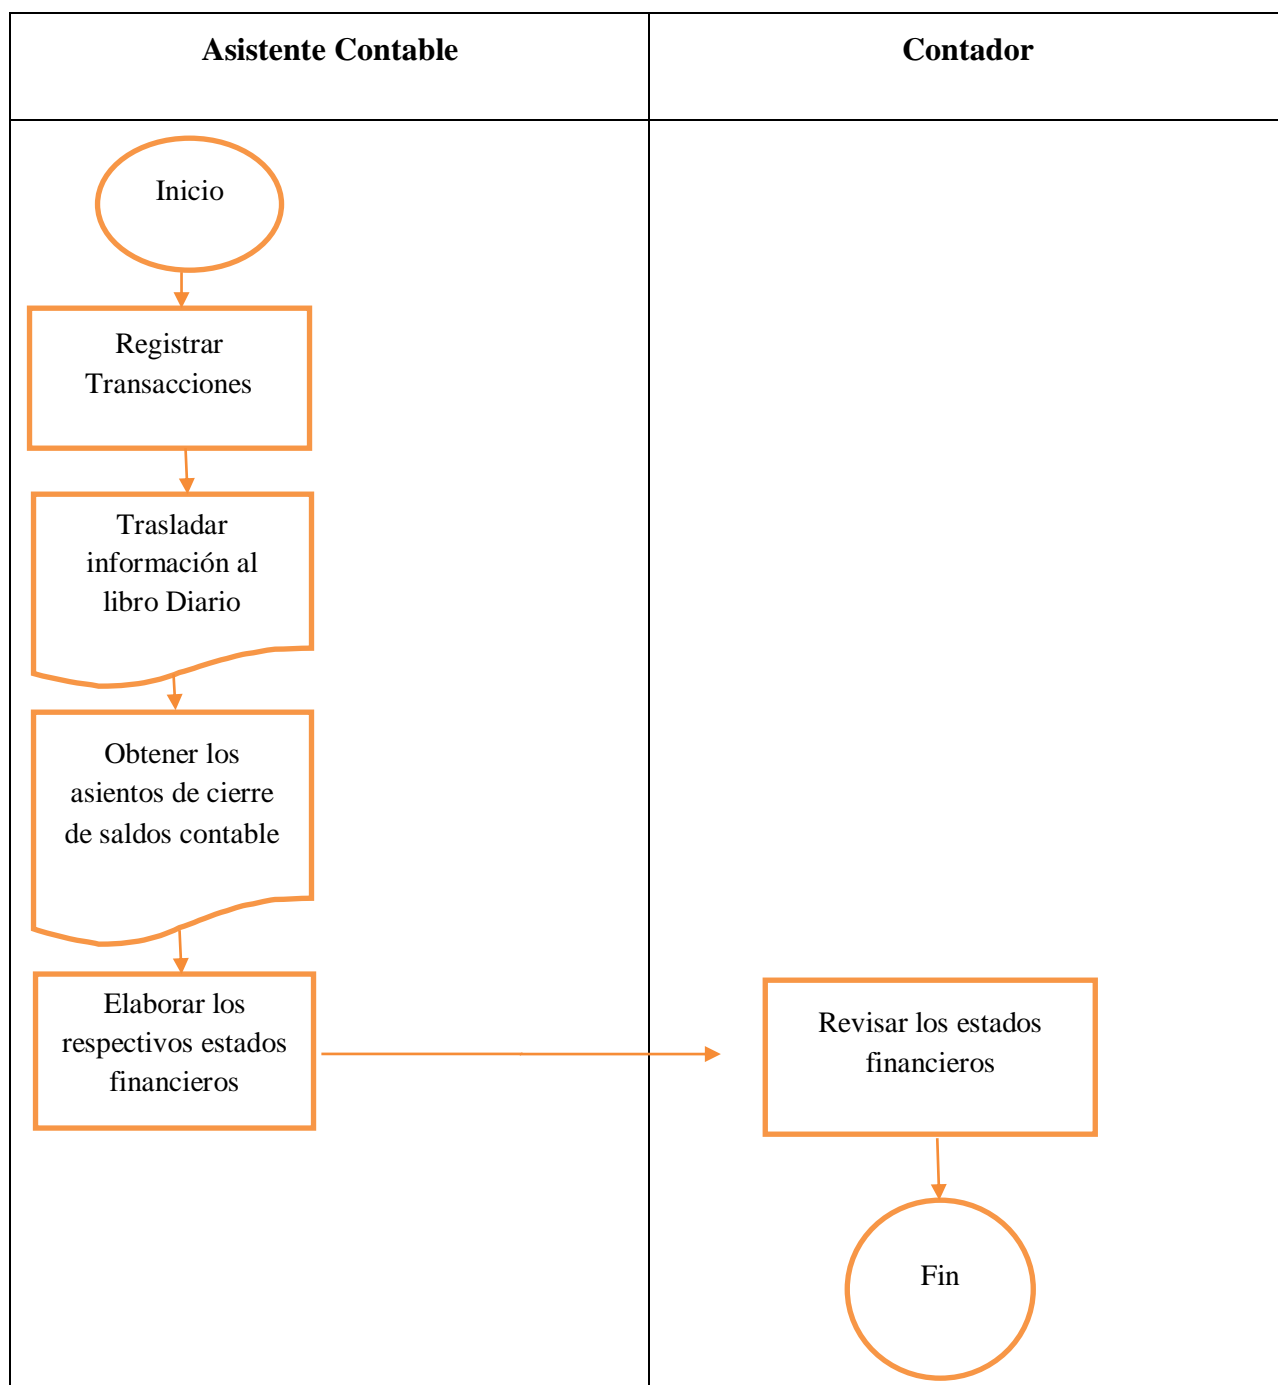 Asistente Contable
Contador
Inicio
Registrar
Transacciones
Trasladar
información al
libro Diario
Obtener los
asientos de cierre
de saldos contable
Elaborar los
respectivos estados
financieros
Revisar los estados
financieros
Fin